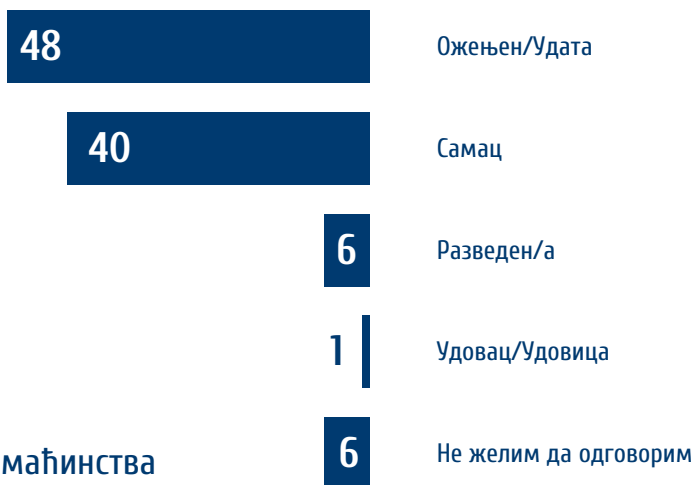 48 Ожењен/Удата
40 Самац
6 Разведен/а
1 Удовац/Удовица
маћинства 6 Не желим да одговорим